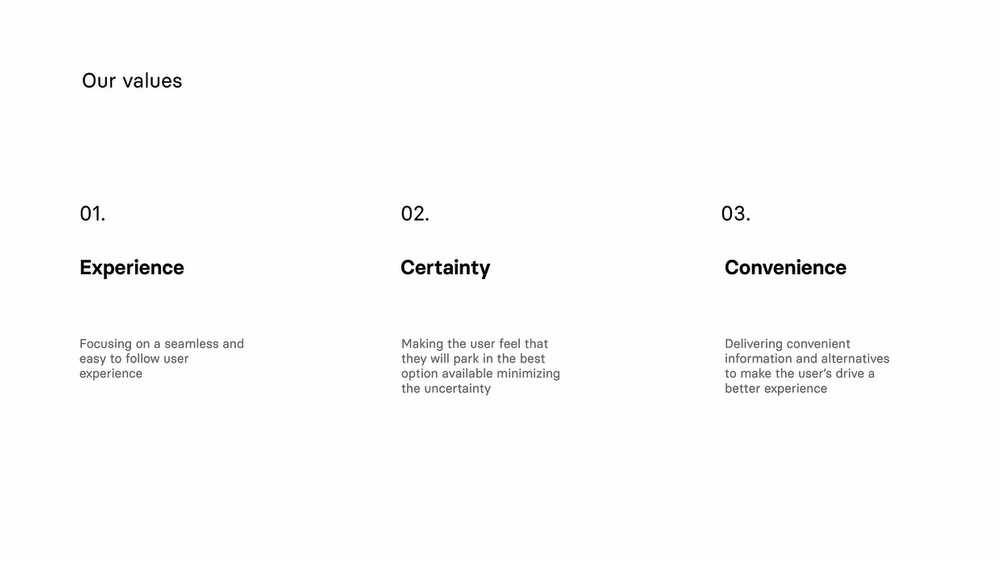 Our values
01.
Experience
Focusing on a seamless and
easy to follow user
experience
02.
Certainty
Making the user feel that
they will park in the best
option available minimizing
the uncertainty
03.
Convenience
Delivering convenient
information and alternatives
to make the user’s drive a
better experience